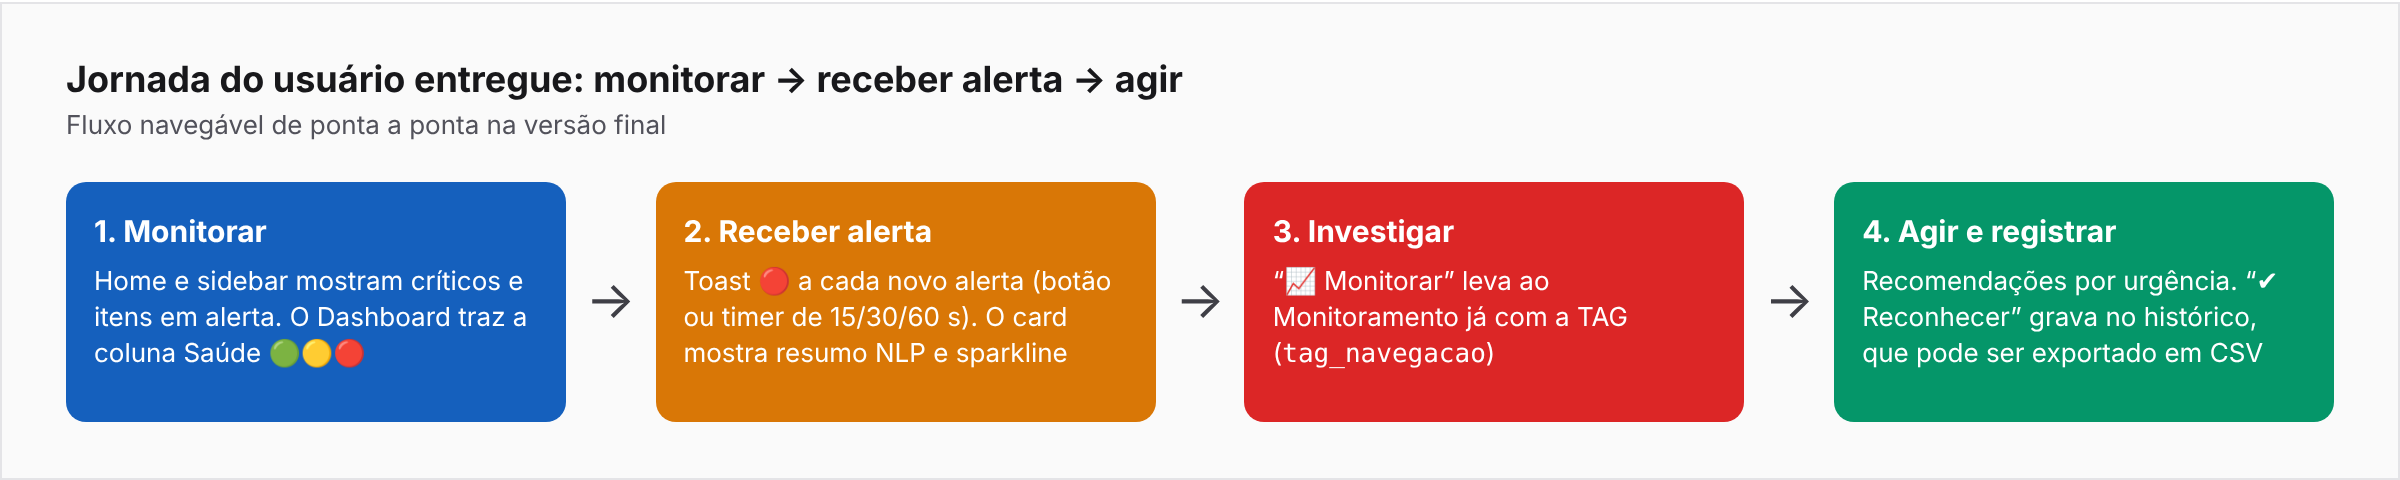 Jornada do usuário entregue: monitorar → receber alerta → agir
Fluxo navegável de ponta a ponta na versão final
1. Monitorar
Home e sidebar mostram críticos e
itens em alerta. O Dashboard traz a
coluna Saúde 🟢🟡🔴
→
2. Receber alerta
Toast 🔴 a cada novo alerta (botão
ou timer de 15/30/60 s). O card
mostra resumo NLP e sparkline
→
3. Investigar
“📈 Monitorar” leva ao
Monitoramento já com a TAG
(tag_navegacao)
→
4. Agir e registrar
Recomendações por urgência. “✔
Reconhecer” grava no histórico,
que pode ser exportado em CSV